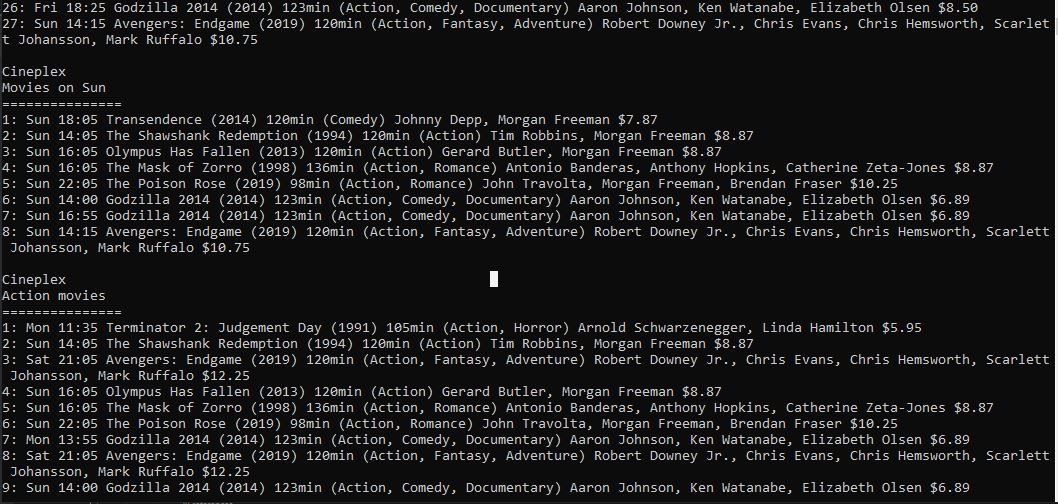 26: Fri 18:25 Godzilla 2014 (2014) 123min (Action, Comedy, Documentary) Aaron Johnson, Ken Watanabe, Elizabeth Olsen $8.50
27: Sun 14:15 Avengers: Endgame (2019) 120min (Action, Fantasy, Adventure) Robert Downey Jr., Chris Evans, Chris Hemsworth, Scarlet
t Johansson, Mark Ruffalo $10.75
Cineplex
Movies on Sun
===============
1: Sun 18:05 Transendence (2014) 120min (Comedy) Johnny Depp, Morgan Freeman $7.87
2: Sun 14:05 The Shawshank Redemption (1994) 120min (Action) Tim Robbins, Morgan Freeman $8.87
3: Sun 16:05 Olympus Has Fallen (2013) 120min (Action) Gerard Butler, Morgan Freeman $8.87
4: Sun 16:05 The Mask of Zorro (1998) 136min (Action, Romance) Antonio Banderas, Anthony Hopkins, Catherine Zeta-Jones $8.87
5: Sun 22:05 The Poison Rose (2019) 98min (Action, Romance) John Travolta, Morgan Freeman, Brendan Fraser $10.25
6: Sun 14:00 Godzilla 2014 (2014) 123min (Action, Comedy, Documentary) Aaron Johnson, Ken Watanabe, Elizabeth Olsen $6.89
7: Sun 16:55 Godzilla 2014 (2014) 123min (Action, Comedy, Documentary) Aaron Johnson, Ken Watanabe, Elizabeth Olsen $6.89
8: Sun 14:15 Avengers: Endgame (2019) 120min (Action, Fantasy, Adventure) Robert Downey Jr., Chris Evans, Chris Hemsworth, Scarlett
Johansson, Mark Ruffalo $10.75
Cineplex
Action movies
===============
1: Mon 11:35 Terminator 2: Judgement Day (1991) 105min (Action, Horror) Arnold Schwarzenegger, Linda Hamilton $5.95
2: Sun 14:05 The Shawshank Redemption (1994) 120min (Action) Tim Robbins, Morgan Freeman $8.87
3: Sat 21:05 Avengers: Endgame (2019) 120min (Action, Fantasy, Adventure) Robert Downey Jr., Chris Evans, Chris Hemsworth, Scarlett
Johansson, Mark Ruffalo $12.25
4: Sun 16:05 Olympus Has Fallen (2013) 120min (Action) Gerard Butler, Morgan Freeman $8.87
5: Sun 16:05 The Mask of Zorro (1998) 136min (Action, Romance) Antonio Banderas, Anthony Hopkins, Catherine Zeta-Jones $8.87
6: Sun 22:05 The Poison Rose (2019) 98min (Action, Romance) John Travolta, Morgan Freeman, Brendan Fraser $10.25
7: Mon 13:55 Godzilla 2014 (2014) 123min (Action, Comedy, Documentary) Aaron Johnson, Ken Watanabe, Elizabeth Olsen $6.89
8: Sat 21:05 Avengers: Endgame (2019) 120min (Action, Fantasy, Adventure) Robert Downey Jr., Chris Evans, Chris Hemsworth, Scarlett
Johansson, Mark Ruffalo $12.25
9: Sun 14:00 Godzilla 2014 (2014) 123min (Action, Comedy, Documentary) Aaron Johnson, Ken Watanabe, Elizabeth Olsen $6.89